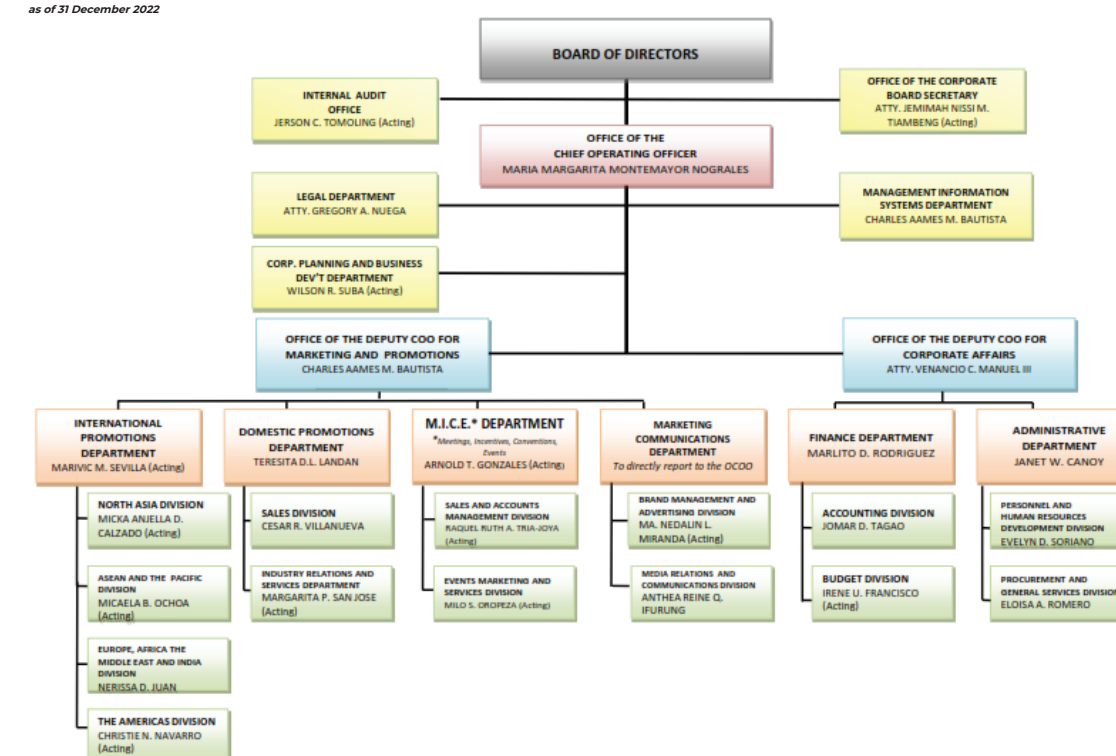 as of 31 December 2022
BOARD OF DIRECTORS
INTERNAL AUDIT
OFFICE
JERSON C. TOMOLING (Acting)
OFFICE OF THE CORPORATE
BOARD SECRETARY
ATTY. JEMIMAH NISSI M.
TIAMBENG (Acting)
OFFICE OF THE
CHIEF OPERATING OFFICER
MARIA MARGARITA MONTEMAYOR NOGRALES
LEGAL DEPARTMENT
ATTY. GREGORY A. NUEGA
MANAGEMENT INFORMATION
SYSTEMS DEPARTMENT
CHARLES AAMES M. BAUTISTA
CORP. PLANNING AND BUSINESS
DEV'T DEPARTMENT
WILSON R. SUBA (Acting)
OFFICE OF THE DEPUTY COO FOR
MARKETING AND PROMOTIONS
CHARLES AAMES M. BAUTISTA
OFFICE OF THE DEPUTY COO FOR
CORPORATE AFFAIRS
ATTY. VENANCIO C. MANUEL III
INTERNATIONAL
PROMOTIONS
DEPARTMENT
MARIVIC M. SEVILLA (Acting)
DOMESTIC PROMOTIONS
DEPARTMENT
TERESITA D.L. LANDAN
M.I.C.E.* DEPARTMENT
*Meetings, Incentives, Conventions,
Events
ARNOLD T. GONZALES (Acting)
MARKETING
COMMUNICATIONS
DEPARTMENT
To directly report to the OCOO
FINANCE DEPARTMENT
MARLITO D. RODRIGUEZ
ADMINISTRATIVE
DEPARTMENT
JANET W. CANOY
NORTH ASIA DIVISION
MICKA ANJELLA D.
CALZADO (Acting)
ASEAN AND THE PACIFIC
DIVISION
MICAELA B. OCHOA
(Acting)
EUROPE, AFRICA THE
MIDDLE EAST AND INDIA
DIVISION
NERISSA D. JUAN
THE AMERICAS DIVISION
CHRISTIE N. NAVARRO
(Acting)
SALES DIVISION
CESAR R. VILLANUEVA
INDUSTRY RELATIONS AND
SERVICES DEPARTMENT
MARGARITA P. SAN JOSE
(Acting)
SALES AND ACCOUNTS
MANAGEMENT DIVISION
RAQUEL RUTH A. TRIA-JOYA
(Acting)
EVENTS MARKETING AND
SERVICES DIVISION
MILO S. OROPEZA (Acting)
BRAND MANAGEMENT AND
ADVERTISING DIVISION
MA. NEDALIN L.
MIRANDA (Acting)
MEDIA RELATIONS AND
COMMUNICATIONS DIVISION
ANTHEA REINE Q.
IFURUNG
ACCOUNTING DIVISION
JOMAR D. TAGAO
BUDGET DIVISION
IRENE U. FRANCISCO
(Acting)
PERSONNEL AND
HUMAN RESOURCES
DEVELOPMENT DIVISION
EVELYN D. SORIANO
PROCUREMENT AND
GENERAL SERVICES DIVISION
ELOISA A. ROMERO